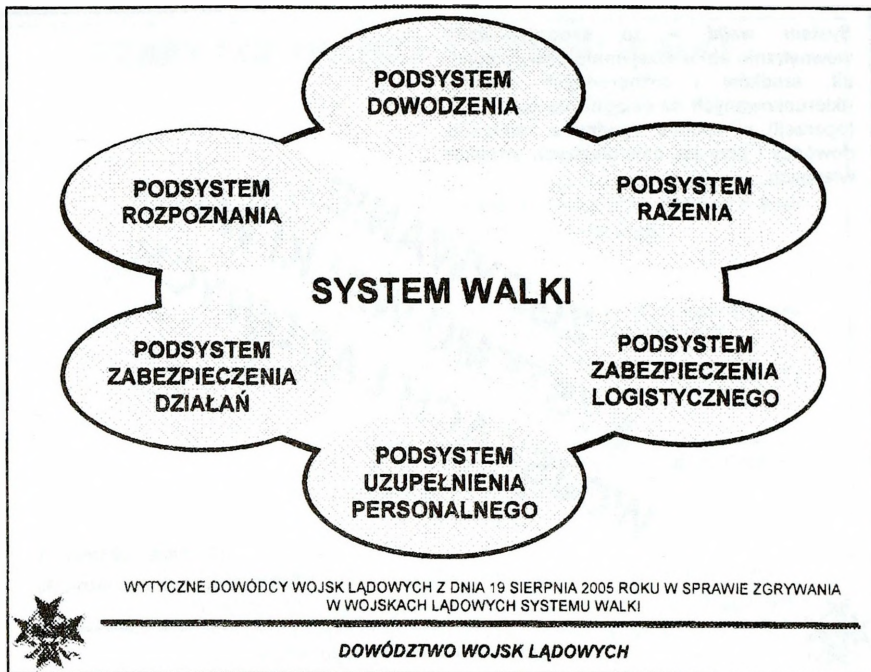 PODSYSTEM
DOWODZENIA
PODSYSTEM
ROZPOZNANIA
PODSYSTEM
RAŻENIA
SYSTEM WALKI
PODSYSTEM
ZABEZPIECZENIA
DZIAŁAŃ
PODSYSTEM
ZABEZPIECZENIA
LOGISTYCZNEGO
PODSYSTEM
UZUPEŁNIENIA
PERSONALNEGO
WYTYCZNE DOWÓDCY WOJSK LĄDOWYCH Z DNIA 19 SIERPNIA 2005 ROKU W SPRAWIE ZGRYWANIA
W WOJSKACH LĄDOWYCH SYSTEMU WALKI
DOWÓDZTWO WOJSK LĄDOWYCH